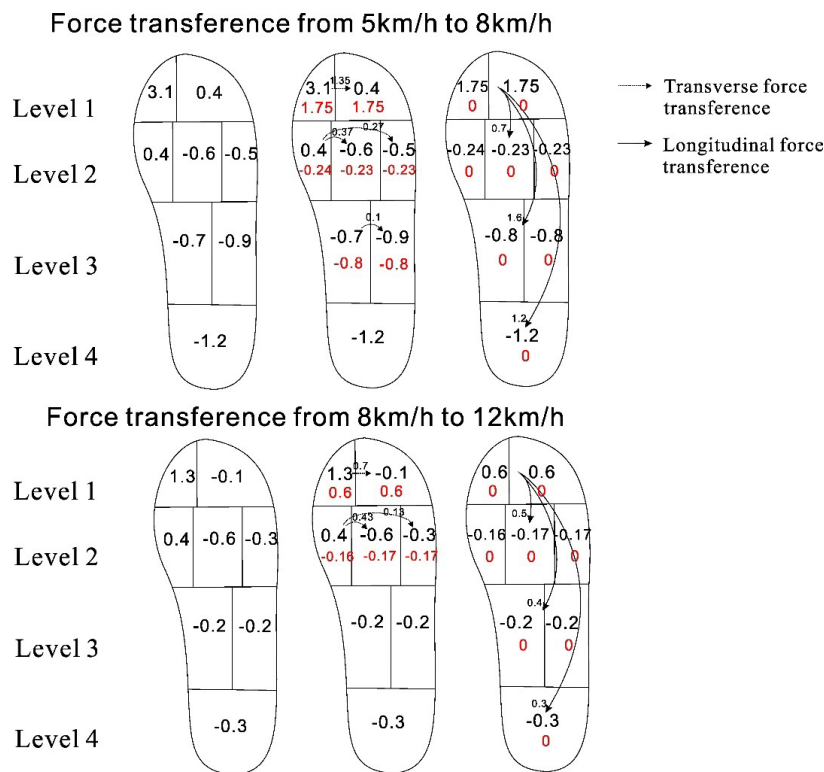 Force transference from 5km/h to 8km/h
Transverse force
transference
Longitudinal force
transference
Level 1
3.1 0.4
3.1 1.35 0.4
1.75 1.75
1.75 1.75
0 0
Level 2
0.4 -0.6 -0.5
0.37 0.27
0.4 -0.6 -0.5
-0.24 -0.23 -0.23
0.7
-0.24 -0.23 -0.23
0 0 0
Level 3
-0.7 -0.9
0.1
-0.7 -0.9
-0.8 -0.8
1.6
-0.8 -0.8
0 0
Level 4
-1.2
-1.2
1.2
-1.2
0
Force transference from 8km/h to 12km/h
Level 1
1.3 -0.1
1.3 0.7 -0.1
0.6 0.6
0.6 0.6
0 0
Level 2
0.4 -0.6 -0.3
0.43 0.13
0.4 -0.6 -0.3
-0.16 -0.17 -0.17
0.5
-0.16 -0.17 -0.17
0 0 0
Level 3
-0.2 -0.2
-0.2 -0.2
0.4
-0.2 -0.2
0 0
Level 4
-0.3
-0.3
0.3
-0.3
0